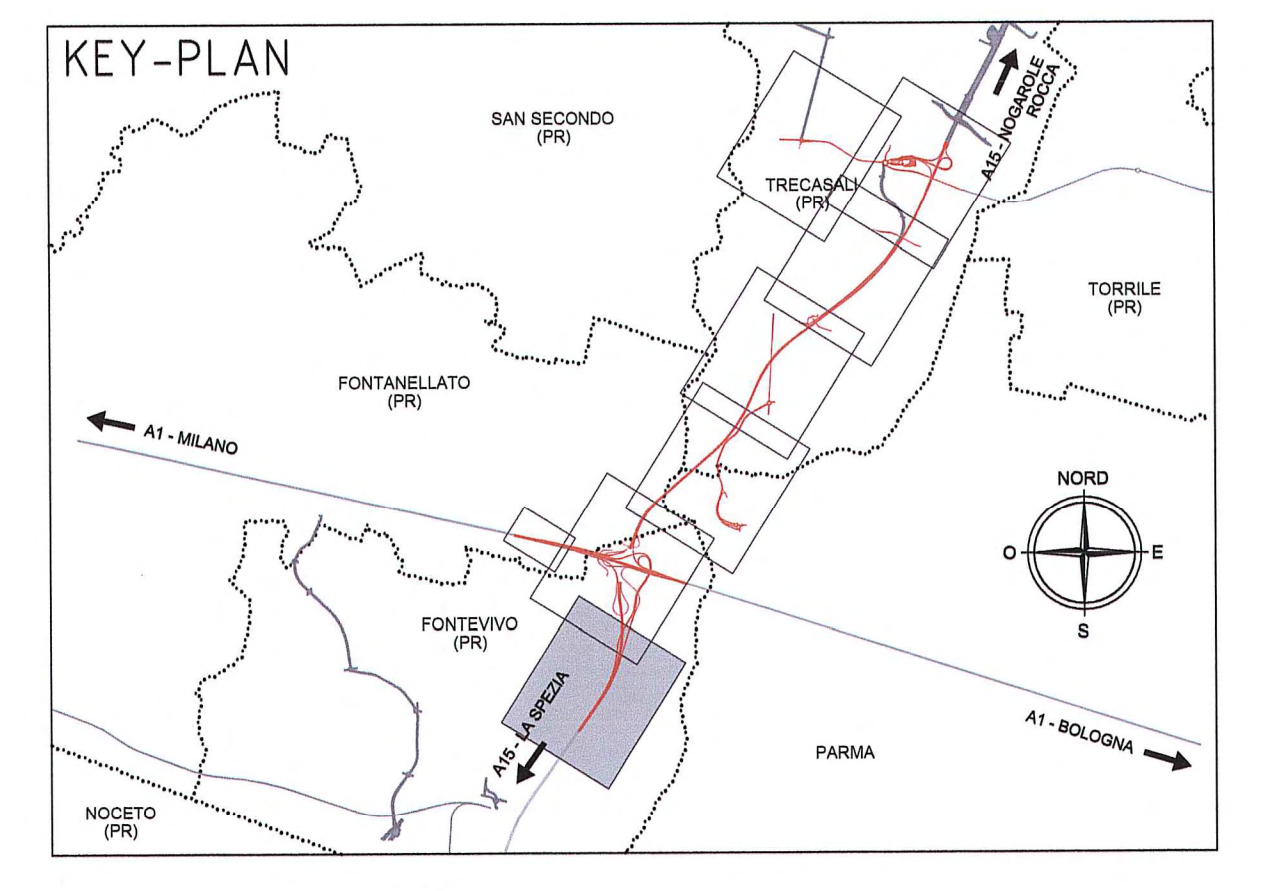 KEY-PLAN
SAN SECONDO
(PR)
A15 - NOGAROLE
ROCCA
TRECASALI
(PR)
TORRILE
(PR)
FONTANELLATO
(PR)
A1 - MILANO
NORD
O
E
S
FONTEVIVO
(PR)
A15 - LA SPEZIA
A1 - BOLOGNA
PARMA
NOCETO
(PR)